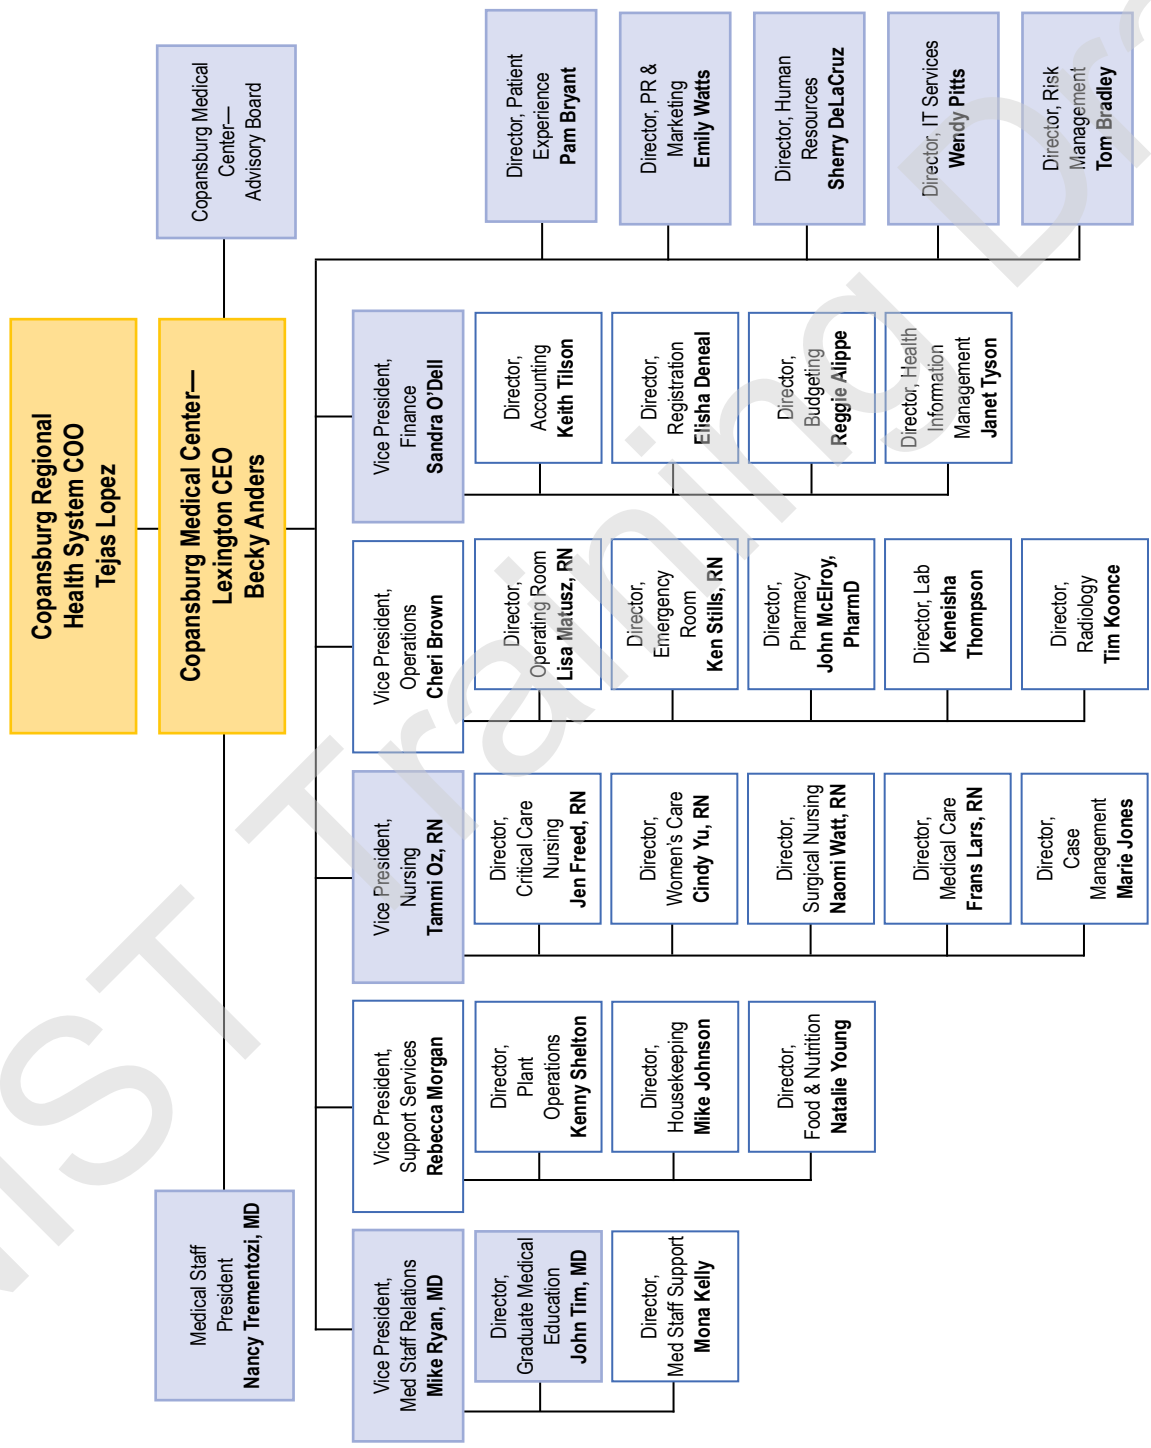 Copansburg Regional
Health System COO
Tejas Lopez
Medical Staff
President
Nancy Trementozi, MD
Copansburg Medical Center—
Lexington CEO
Becky Anders
Copansburg Medical
Center—
Advisory Board
Vice President,
Med Staff Relations
Mike Ryan, MD
Director,
Graduate Medical
Education
John Tim, MD
Director,
Med Staff Support
Mona Kelly
Vice President,
Support Services
Rebecca Morgan
Director,
Plant
Operations
Kenny Shelton
Director,
Housekeeping
Mike Johnson
Director,
Food & Nutrition
Natalie Young
Vice President,
Nursing
Tammi Oz, RN
Director,
Critical Care
Nursing
Jen Freed, RN
Director,
Women's Care
Cindy Yu, RN
Director,
Surgical Nursing
Naomi Watt, RN
Director,
Medical Care
Frans Lars, RN
Director,
Case
Management
Marie Jones
Vice President,
Operations
Cheri Brown
Director,
Operating Room
Lisa Matusz, RN
Director,
Emergency
Room
Ken Stills, RN
Director,
Pharmacy
John McElroy,
PharmD
Director, Lab
Keneisha
Thompson
Director,
Radiology
Tim Koonce
Vice President,
Finance
Sandra O'Dell
Director,
Accounting
Keith Tilson
Director,
Registration
Elisha Deneal
Director,
Budgeting
Reggie Alippe
Director, Health
Information
Management
Janet Tyson
Director, Patient
Experience
Pam Bryant
Director, PR &
Marketing
Emily Watts
Director, Human
Resources
Sherry DeLaCruz
Director, IT Services
Wendy Pitts
Director, Risk
Management
Tom Bradley
NIST Training